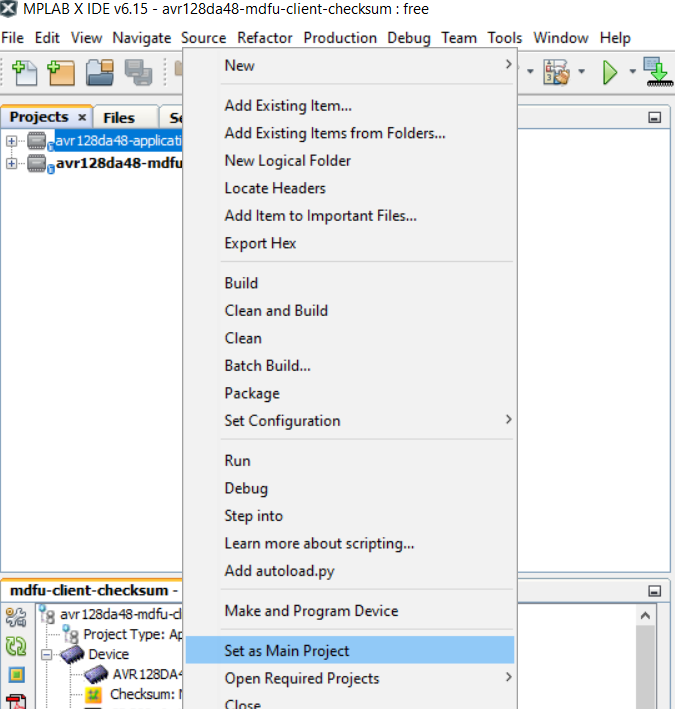 MPLAB X IDE v6.15 - avr128da48-mdfu-client-checksum : free
File Edit View Navigate Source Refactor Production Debug Team Tools Window Help
Projects × Files
avr128da48-applicati
avr128da48-mdfu
New
Add Existing Item...
Add Existing Items from Folders...
New Logical Folder
Locate Headers
Add Item to Important Files...
Export Hex
Build
Clean and Build
Clean
Batch Build...
Package
Set Configuration
Run
Debug
Step into
Learn more about scripting...
Add autoload.py
Make and Program Device
Set as Main Project
Open Required Projects
Close
mdfu-client-checksum -
avr128da48-mdfu-cl
Project Type: Ap
Device
AVR128DA4
Checksum: